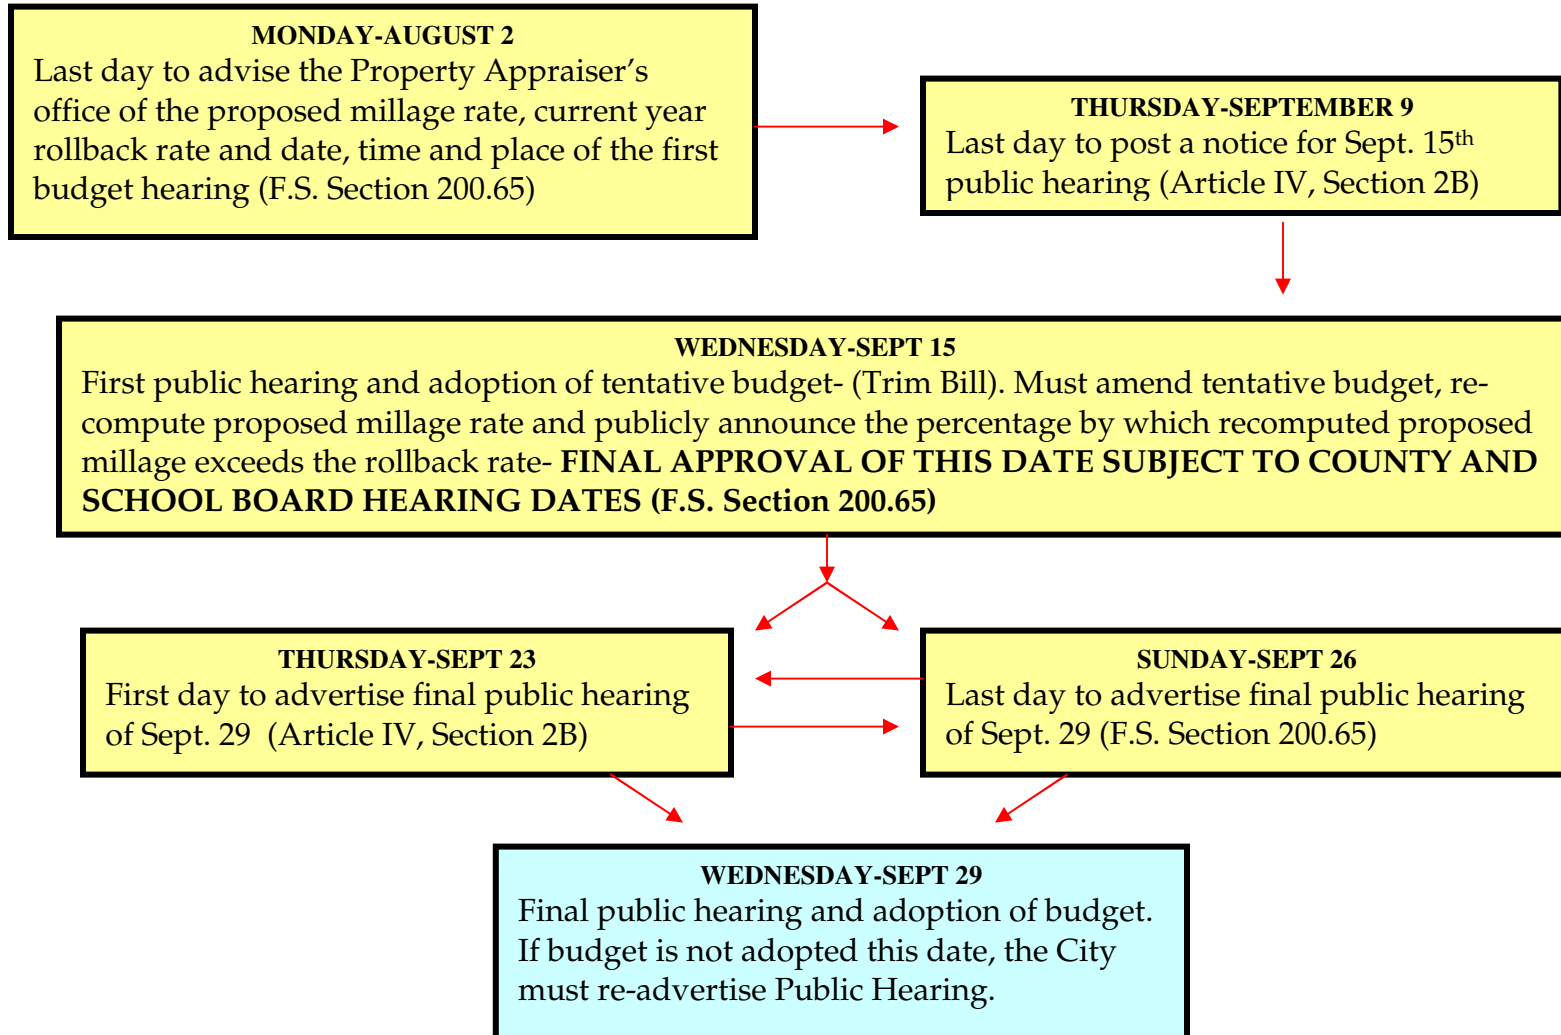 MONDAY-AUGUST 2
Last day to advise the Property Appraiser’s
office of the proposed millage rate, current year
rollback rate and date, time and place of the first
budget hearing (F.S. Section 200.65)
THURSDAY-SEPTEMBER 9
Last day to post a notice for Sept. 15th
public hearing (Article IV, Section 2B)
WEDNESDAY-SEPT 15
First public hearing and adoption of tentative budget- (Trim Bill). Must amend tentative budget, re-
compute proposed millage rate and publicly announce the percentage by which recomputed proposed
millage exceeds the rollback rate- FINAL APPROVAL OF THIS DATE SUBJECT TO COUNTY AND
SCHOOL BOARD HEARING DATES (F.S. Section 200.65)
THURSDAY-SEPT 23
First day to advertise final public hearing
of Sept. 29 (Article IV, Section 2B)
SUNDAY-SEPT 26
Last day to advertise final public hearing
of Sept. 29 (F.S. Section 200.65)
WEDNESDAY-SEPT 29
Final public hearing and adoption of budget.
If budget is not adopted this date, the City
must re-advertise Public Hearing.